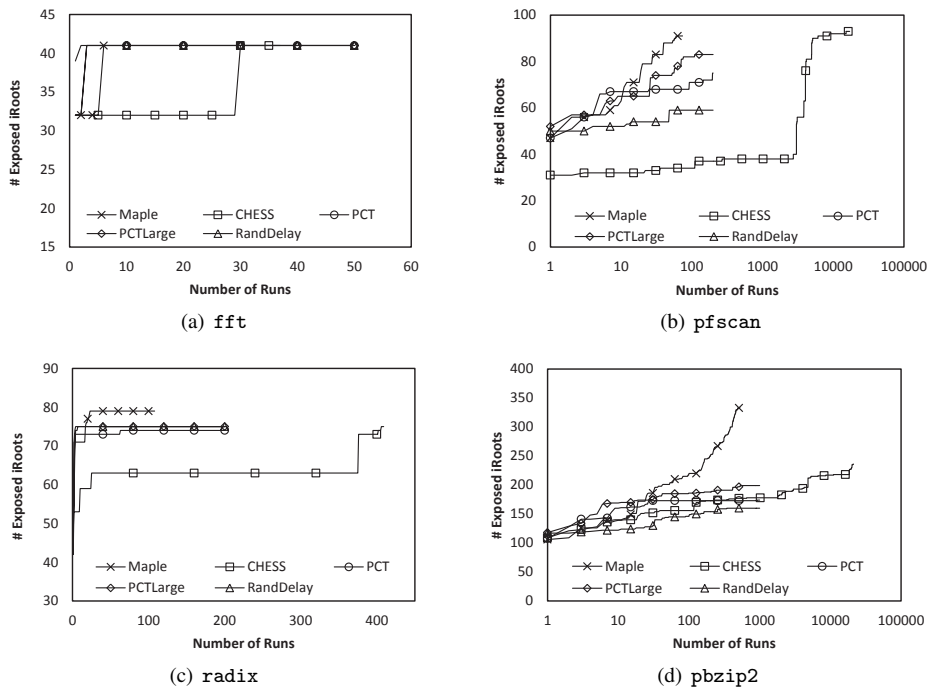 45
40
35
30
25
20
15
# Exposed iRoots
Maple CHESS PCT
PCTLarge RandDelay
0 10 20 30 40 50 60
Number of Runs
(a) fft
100
80
60
40
20
0
# Exposed iRoots
Maple CHESS PCT
PCTLarge RandDelay
1 10 100 1000 10000 100000
Number of Runs
(b) pfscan
90
80
70
60
50
40
30
# Exposed iRoots
Maple CHESS PCT
PCTLarge RandDelay
0 100 200 300 400
Number of Runs
(c) radix
400
350
300
250
200
150
100
50
0
# Exposed iRoots
Maple CHESS PCT
PCTLarge RandDelay
1 10 100 1000 10000 100000
Number of Runs
(d) pbzip2